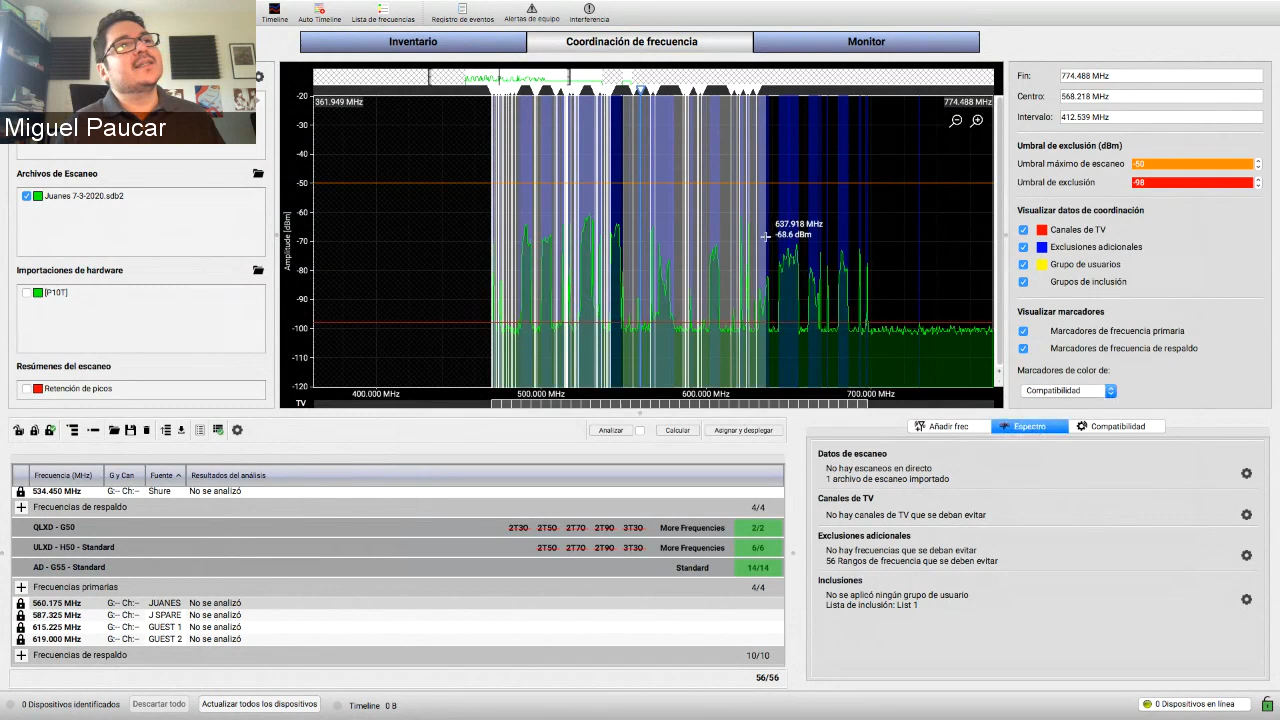 Timeline
Auto Timeline
Lista de frecuencias
Registro de eventos
Alertas de equipo
Interferencia
Inventario
Coordinación de frecuencia
Monitor
Miguel Paucar
Archivos de Escaneo
Juanes 7-3-2020.sdb2
Importaciones de hardware
[P10T]
Resúmenes del escaneo
Retención de picos
361.949 MHz
774.488 MHz
-20
-30
-40
-50
-60
-70
-80
-90
-100
-110
-120
Amplitude [dBm]
637.918 MHz
-68.6 dBm
400.000 MHz
500.000 MHz
600.000 MHz
700.000 MHz
TV
Fin: 774.488 MHz
Centro: 568.218 MHz
Intervalo: 412.539 MHz
Umbral de exclusión (dBm)
Umbral máximo de escaneo -50
Umbral de exclusión -98
Visualizar datos de coordinación
Canales de TV
Exclusiones adicionales
Grupo de usuarios
Grupos de inclusión
Visualizar marcadores
Marcadores de frecuencia primaria
Marcadores de frecuencia de respaldo
Marcadores de color de:
Compatibilidad
Analizar
Calcular
Asignar y desplegar
Frecuencia (MHz) G y Can Fuente Resultados del análisis
534.450 MHz G:-- Ch:-- Shure No se analizó
Frecuencias de respaldo 4/4
QLXD - G50 2T30 2T50 2T70 2T90 3T30 More Frequencies 2/2
ULXD - H50 - Standard 2T50 2T70 2T90 3T30 More Frequencies 6/6
AD - G55 - Standard Standard 14/14
Frecuencias primarias 4/4
560.175 MHz G:-- Ch:-- JUANES No se analizó
587.325 MHz G:-- Ch:-- J SPARE No se analizó
615.225 MHz G:-- Ch:-- GUEST 1 No se analizó
619.000 MHz G:-- Ch:-- GUEST 2 No se analizó
Frecuencias de respaldo 10/10
56/56
Añadir frec
Espectro
Compatibilidad
Datos de escaneo
No hay escaneos en directo
1 archivo de escaneo importado
Canales de TV
No hay canales de TV que se deban evitar
Exclusiones adicionales
No hay frecuencias que se deban evitar
56 Rangos de frecuencia que se deben evitar
Inclusiones
No se aplicó ningún grupo de usuario
Lista de inclusión: List 1
0 Dispositivos identificados
Descartar todo
Actualizar todos los dispositivos
Timeline 0 B
0 Dispositivos en línea